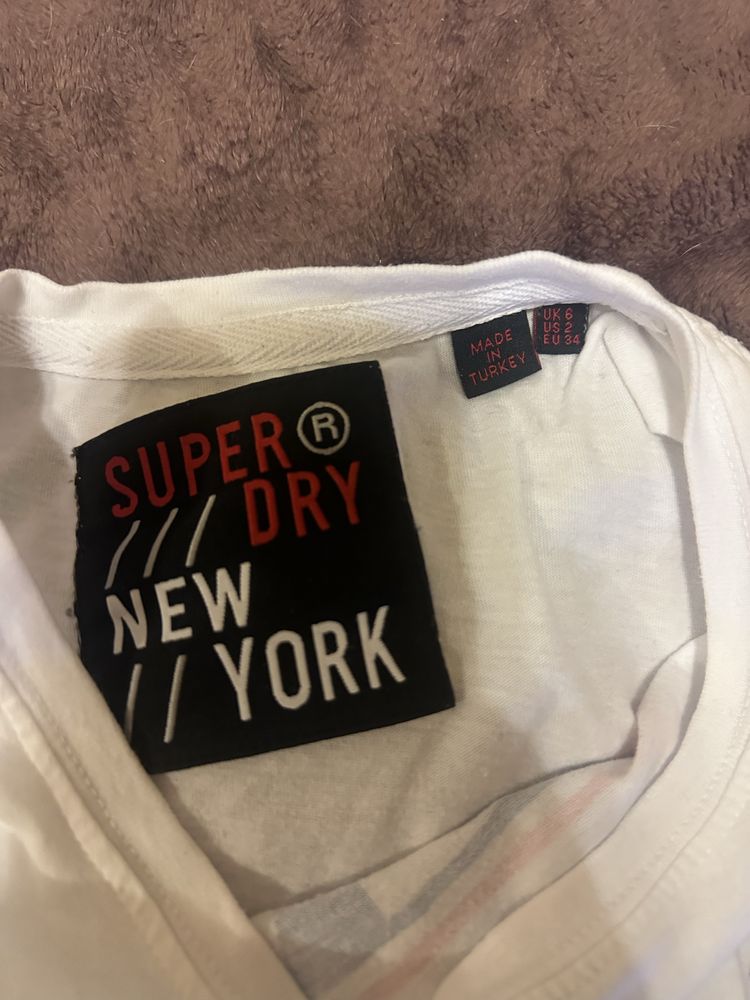 SUPER ®
/// DRY
NEW
// YORK
MADE
IN
TURKEY
UK 6
US 2
EU 34